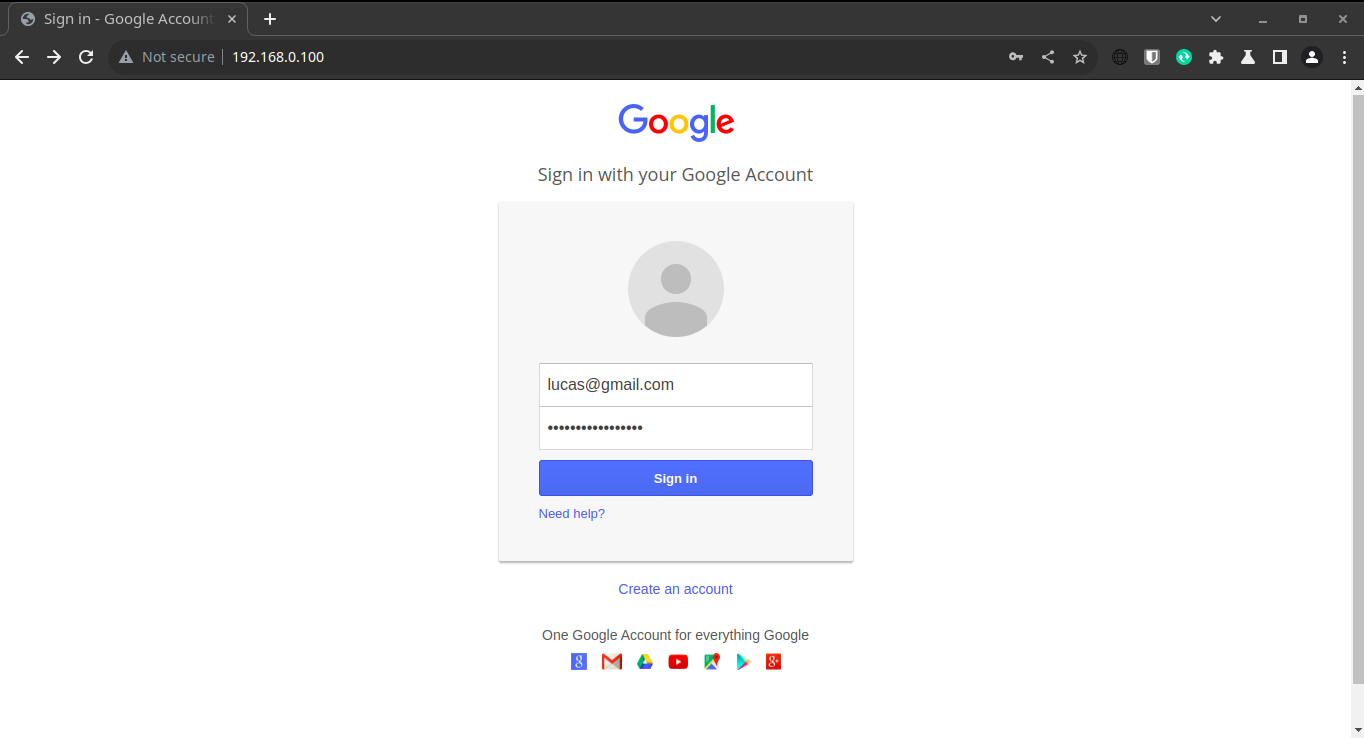 Sign in - Google Account
Not secure | 192.168.0.100
Google
Sign in with your Google Account
lucas@gmail.com
•••••••••••••••••
Sign in
Need help?
Create an account
One Google Account for everything Google